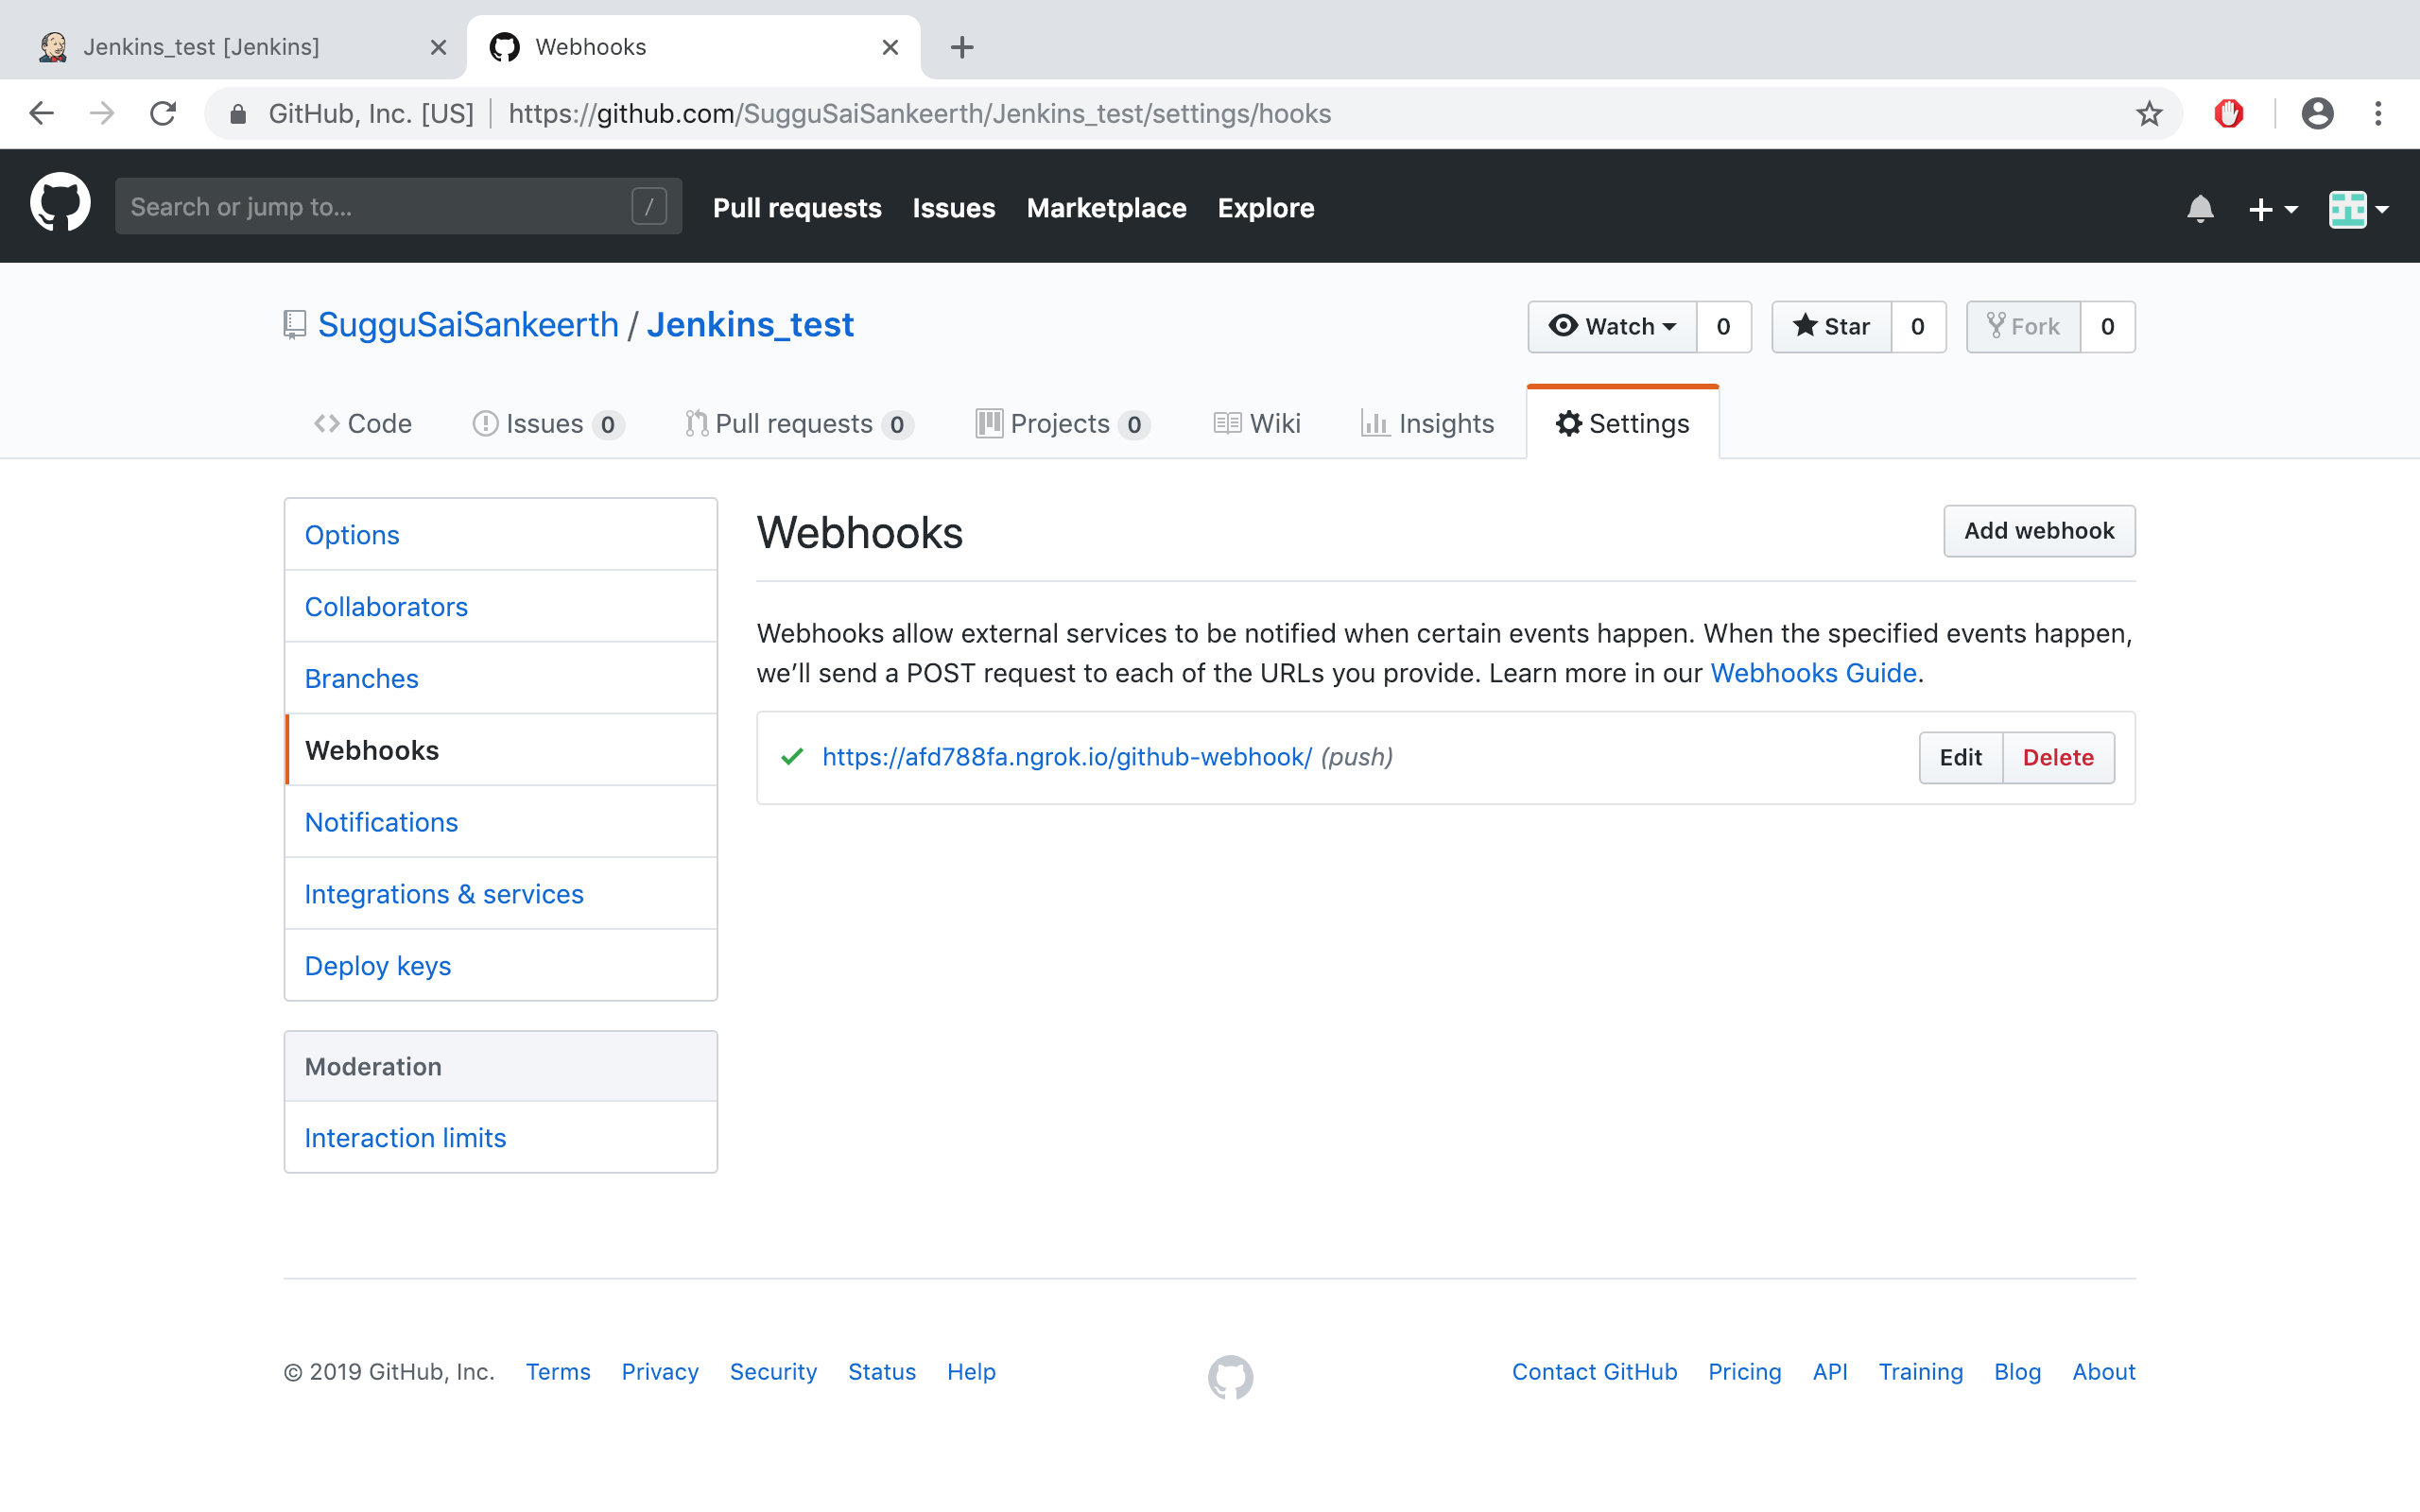 Jenkins_test [Jenkins]
Webhooks
GitHub, Inc. [US] https://github.com/SugguSaiSankeerth/Jenkins_test/settings/hooks
Search or jump to... /
Pull requests Issues Marketplace Explore
SugguSaiSankeerth / Jenkins_test
Watch 0 Star 0 Fork 0
Code Issues 0 Pull requests 0 Projects 0 Wiki Insights Settings
Options
Collaborators
Branches
Webhooks
Notifications
Integrations & services
Deploy keys
Moderation
Interaction limits
Webhooks
Add webhook
Webhooks allow external services to be notified when certain events happen. When the specified events happen,
we’ll send a POST request to each of the URLs you provide. Learn more in our Webhooks Guide.
https://afd788fa.ngrok.io/github-webhook/ (push)
Edit Delete
© 2019 GitHub, Inc. Terms Privacy Security Status Help
Contact GitHub Pricing API Training Blog About